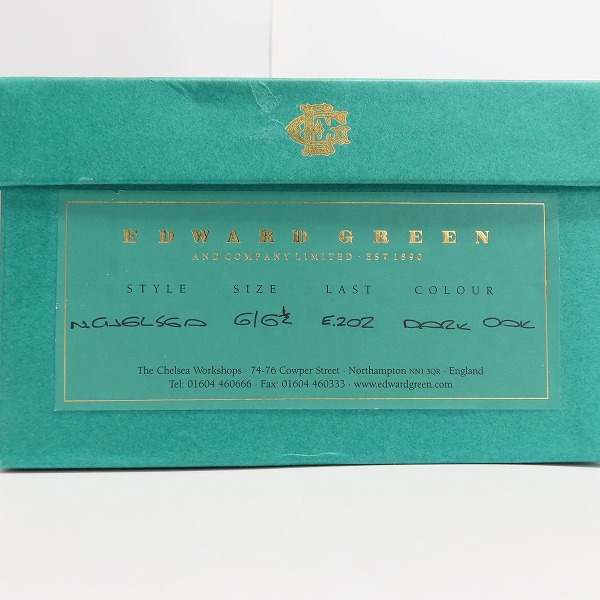 EDWARD GREEN
AND COMPANY LIMITED · EST 1890
STYLE SIZE LAST COLOUR
6/6½ E.202 DARK OAK
The Chelsea Workshops · 74-76 Cowper Street · Northampton NN1 3QR · England
Tel: 01604 460666 · Fax: 01604 460333 · www.edwardgreen.com